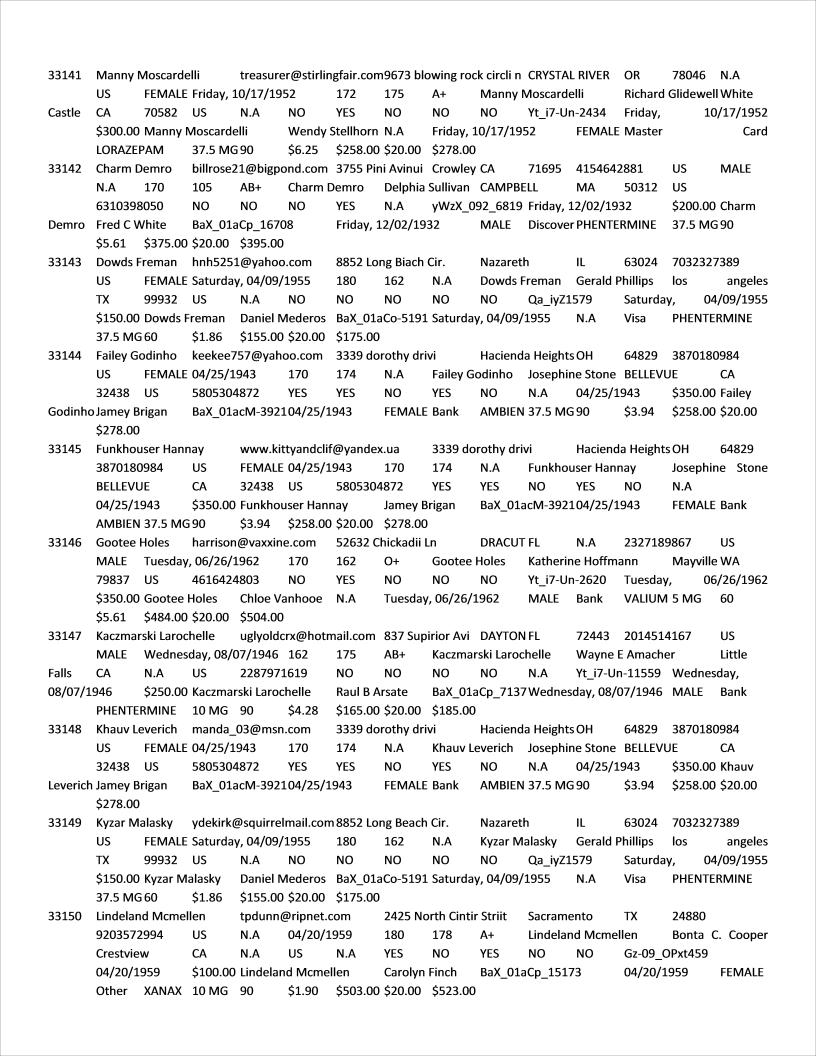 33141 Manny Moscardelli treasurer@stirlingfair.com9673 blowing rock circli n CRYSTAL RIVER OR 78046 N.A
US FEMALE Friday, 10/17/1952 172 175 A+ Manny Moscardelli Richard Glidewell White
Castle CA 70582 US N.A NO YES NO NO NO Yt_i7-Un-2434 Friday, 10/17/1952
$300.00 Manny Moscardelli Wendy Stellhorn N.A Friday, 10/17/1952 FEMALE Master Card
LORAZEPAM 37.5 MG 90 $6.25 $258.00 $20.00 $278.00
33142 Charm Demro billrose21@bigpond.com 3755 Pini Avinui Crowley CA 71695 4154642881 US MALE
N.A 170 105 AB+ Charm Demro Delphia Sullivan CAMPBELL MA 50312 US
6310398050 NO NO NO YES N.A yWzX_092_6819 Friday, 12/02/1932 $200.00 Charm
Demro Fred C White BaX_01aCp_16708 Friday, 12/02/1932 MALE Discover PHENTERMINE 37.5 MG 90
$5.61 $375.00 $20.00 $395.00
33143 Dowds Freman hnh5251@yahoo.com 8852 Long Biach Cir. Nazareth IL 63024 7032327389
US FEMALE Saturday, 04/09/1955 180 162 N.A Dowds Freman Gerald Phillips los angeles
TX 99932 US N.A NO NO NO NO NO Qa_iyZ1579 Saturday, 04/09/1955
$150.00 Dowds Freman Daniel Mederos BaX_01aCo-5191 Saturday, 04/09/1955 N.A Visa PHENTERMINE
37.5 MG 60 $1.86 $155.00 $20.00 $175.00
33144 Failey Godinho keekee757@yahoo.com 3339 dorothy drivi Hacienda Heights OH 64829 3870180984
US FEMALE 04/25/1943 170 174 N.A Failey Godinho Josephine Stone BELLEVUE CA
32438 US 5805304872 YES YES NO YES NO N.A 04/25/1943 $350.00 Failey
Godinho Jamey Brigan BaX_01acM-392104/25/1943 FEMALE Bank AMBIEN 37.5 MG 90 $3.94 $258.00 $20.00
$278.00
33145 Funkhouser Hannay www.kittyandclif@yandex.ua 3339 dorothy drivi Hacienda Heights OH 64829
3870180984 US FEMALE 04/25/1943 170 174 N.A Funkhouser Hannay Josephine Stone
BELLEVUE CA 32438 US 5805304872 YES YES NO YES NO N.A
04/25/1943 $350.00 Funkhouser Hannay Jamey Brigan BaX_01acM-392104/25/1943 FEMALE Bank
AMBIEN 37.5 MG 90 $3.94 $258.00 $20.00 $278.00
33146 Gootee Holes harrison@vaxxine.com 52632 Chickadii Ln DRACUT FL N.A 2327189867 US
MALE Tuesday, 06/26/1962 170 162 O+ Gootee Holes Katherine Hoffmann Mayville WA
79837 US 4616424803 NO YES NO NO NO Yt_i7-Un-2620 Tuesday, 06/26/1962
$350.00 Gootee Holes Chloe Vanhooe N.A Tuesday, 06/26/1962 MALE Bank VALIUM 5 MG 60
$5.61 $484.00 $20.00 $504.00
33147 Kaczmarski Larochelle uglyoldcrx@hotmail.com 837 Supirior Avi DAYTON FL 72443 2014514167 US
MALE Wednesday, 08/07/1946 162 175 AB+ Kaczmarski Larochelle Wayne E Amacher Little
Falls CA N.A US 2287971619 NO NO NO NO N.A Yt_i7-Un-11559 Wednesday,
08/07/1946 $250.00 Kaczmarski Larochelle Raul B Arsate BaX_01aCp_7137 Wednesday, 08/07/1946 MALE Bank
PHENTERMINE 10 MG 90 $4.28 $165.00 $20.00 $185.00
33148 Khauv Leverich manda_03@msn.com 3339 dorothy drivi Hacienda Heights OH 64829 3870180984
US FEMALE 04/25/1943 170 174 N.A Khauv Leverich Josephine Stone BELLEVUE CA
32438 US 5805304872 YES YES NO YES NO N.A 04/25/1943 $350.00 Khauv
Leverich Jamey Brigan BaX_01acM-392104/25/1943 FEMALE Bank AMBIEN 37.5 MG 90 $3.94 $258.00 $20.00
$278.00
33149 Kyzar Malasky ydekirk@squirrelmail.com 8852 Long Beach Cir. Nazareth IL 63024 7032327389
US FEMALE Saturday, 04/09/1955 180 162 N.A Kyzar Malasky Gerald Phillips los angeles
TX 99932 US N.A NO NO NO NO NO Qa_iyZ1579 Saturday, 04/09/1955
$150.00 Kyzar Malasky Daniel Mederos BaX_01aCo-5191 Saturday, 04/09/1955 N.A Visa PHENTERMINE
37.5 MG 60 $1.86 $155.00 $20.00 $175.00
33150 Lindeland Mcmellen tpdunn@ripnet.com 2425 North Cintir Striit Sacramento TX 24880
9203572994 US N.A 04/20/1959 180 178 A+ Lindeland Mcmellen Bonta C. Cooper
Crestview CA N.A US N.A YES NO YES NO NO Gz-09_OPxt459
04/20/1959 $100.00 Lindeland Mcmellen Carolyn Finch BaX_01aCp_15173 04/20/1959 FEMALE
Other XANAX 10 MG 90 $1.90 $503.00 $20.00 $523.00